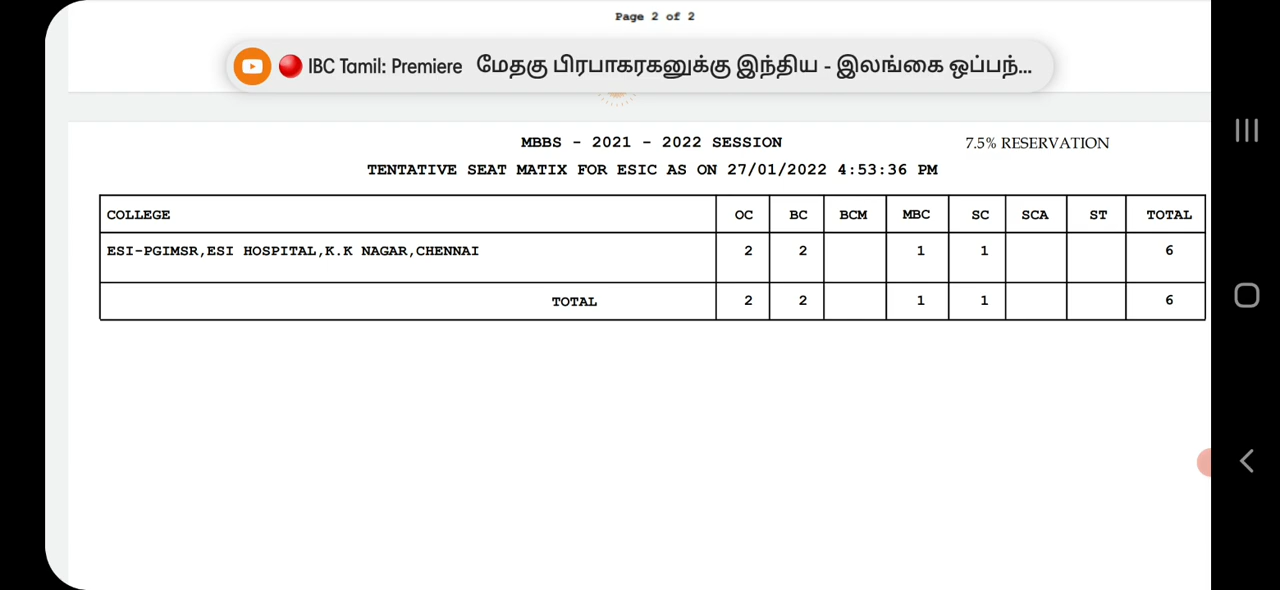 Page 2 of 2
IBC Tamil: Premiere மேதகு பிரபாகரகனுக்கு இந்திய - இலங்கை ஒப்பந்...
MBBS - 2021 - 2022 SESSION 7.5% RESERVATION
TENTATIVE SEAT MATIX FOR ESIC AS ON 27/01/2022 4:53:36 PM
COLLEGE OC BC BCM MBC SC SCA ST TOTAL
ESI-PGIMSR,ESI HOSPITAL,K.K NAGAR,CHENNAI 2 2 1 1 6
TOTAL 2 2 1 1 6